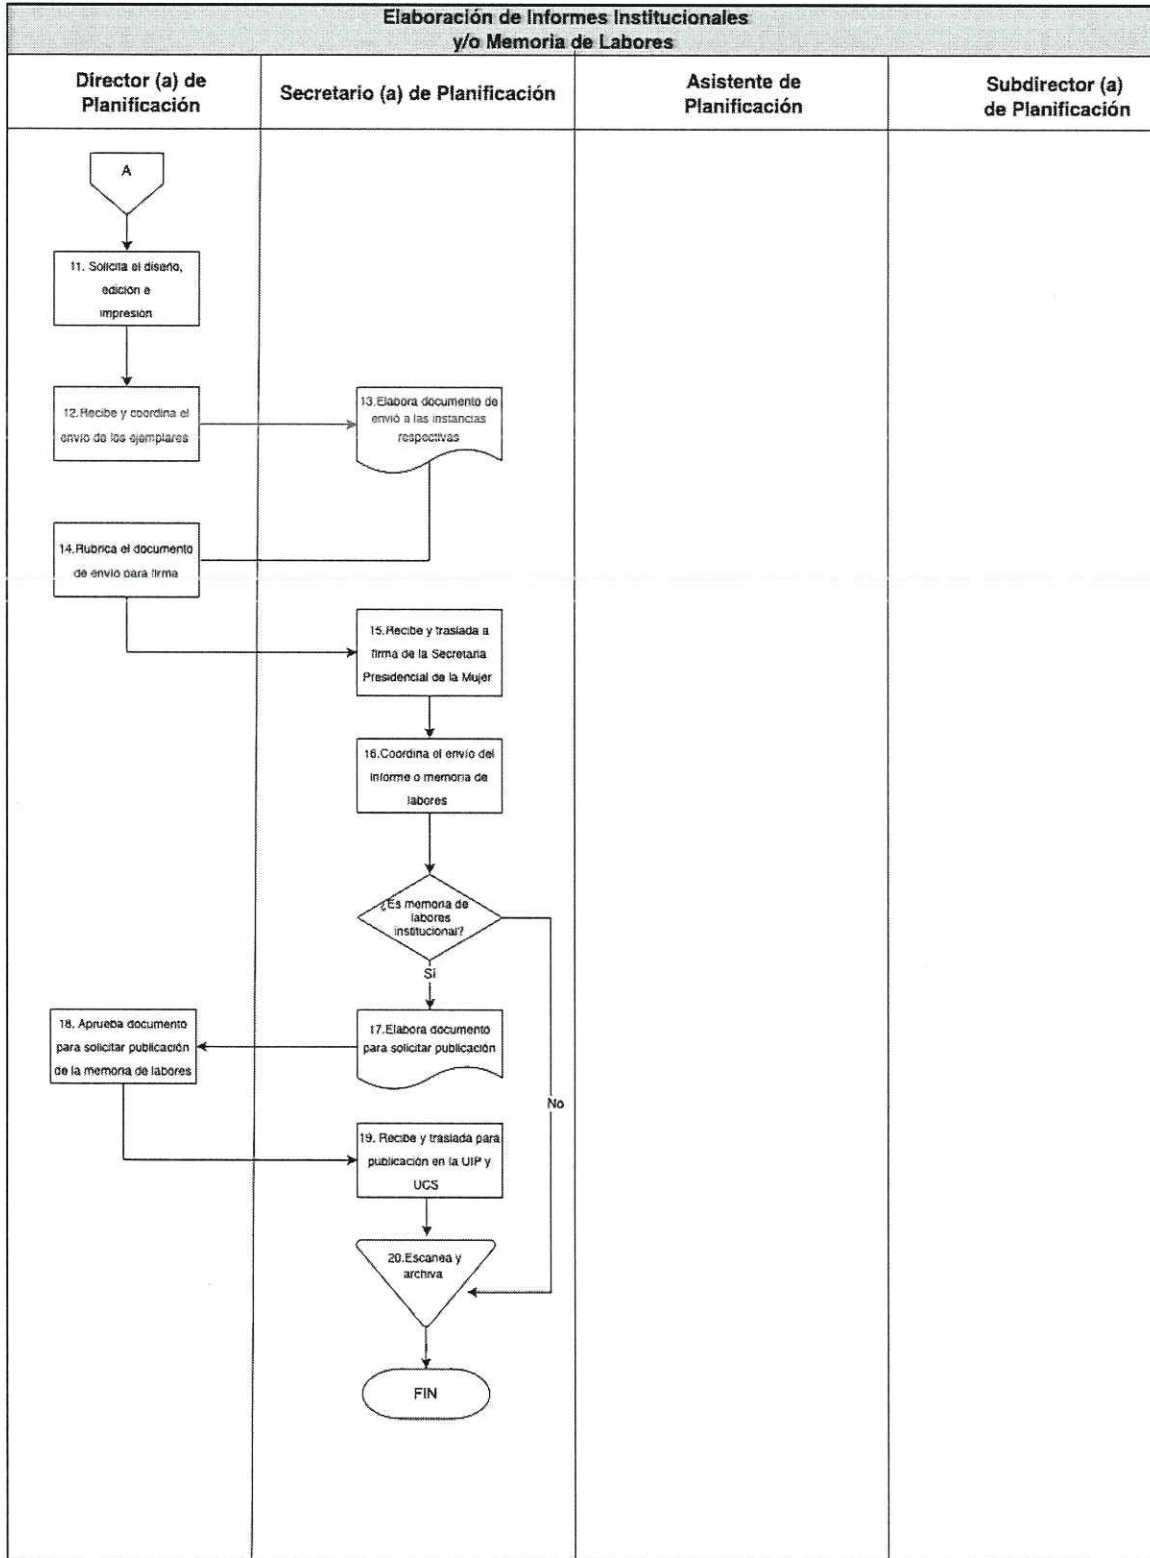 Elaboración de Informes Institucionales
y/o Memoria de Labores
Director (a) de
Planificación
Secretario (a) de Planificación
Asistente de
Planificación
Subdirector (a)
de Planificación
A
11. Solicita el diseño,
edición e
impresión
12.Recibe y coordina el
envío de los ejemplares
13.Elabora documento de
envió a las instancias
respectivas
14.Rubrica el documento
de envío para firma
15.Recibe y traslada a
firma de la Secretaria
Presidencial de la Mujer
16.Coordina el envío del
informe o memoria de
labores
¿Es memoria de
labores
institucional?
Sí
18. Aprueba documento
para solicitar publicación
de la memoria de labores
17.Elabora documento
para solicitar publicación
No
19. Recibe y traslada para
publicación en la UIP y
UCS
20.Escanea y
archiva
FIN